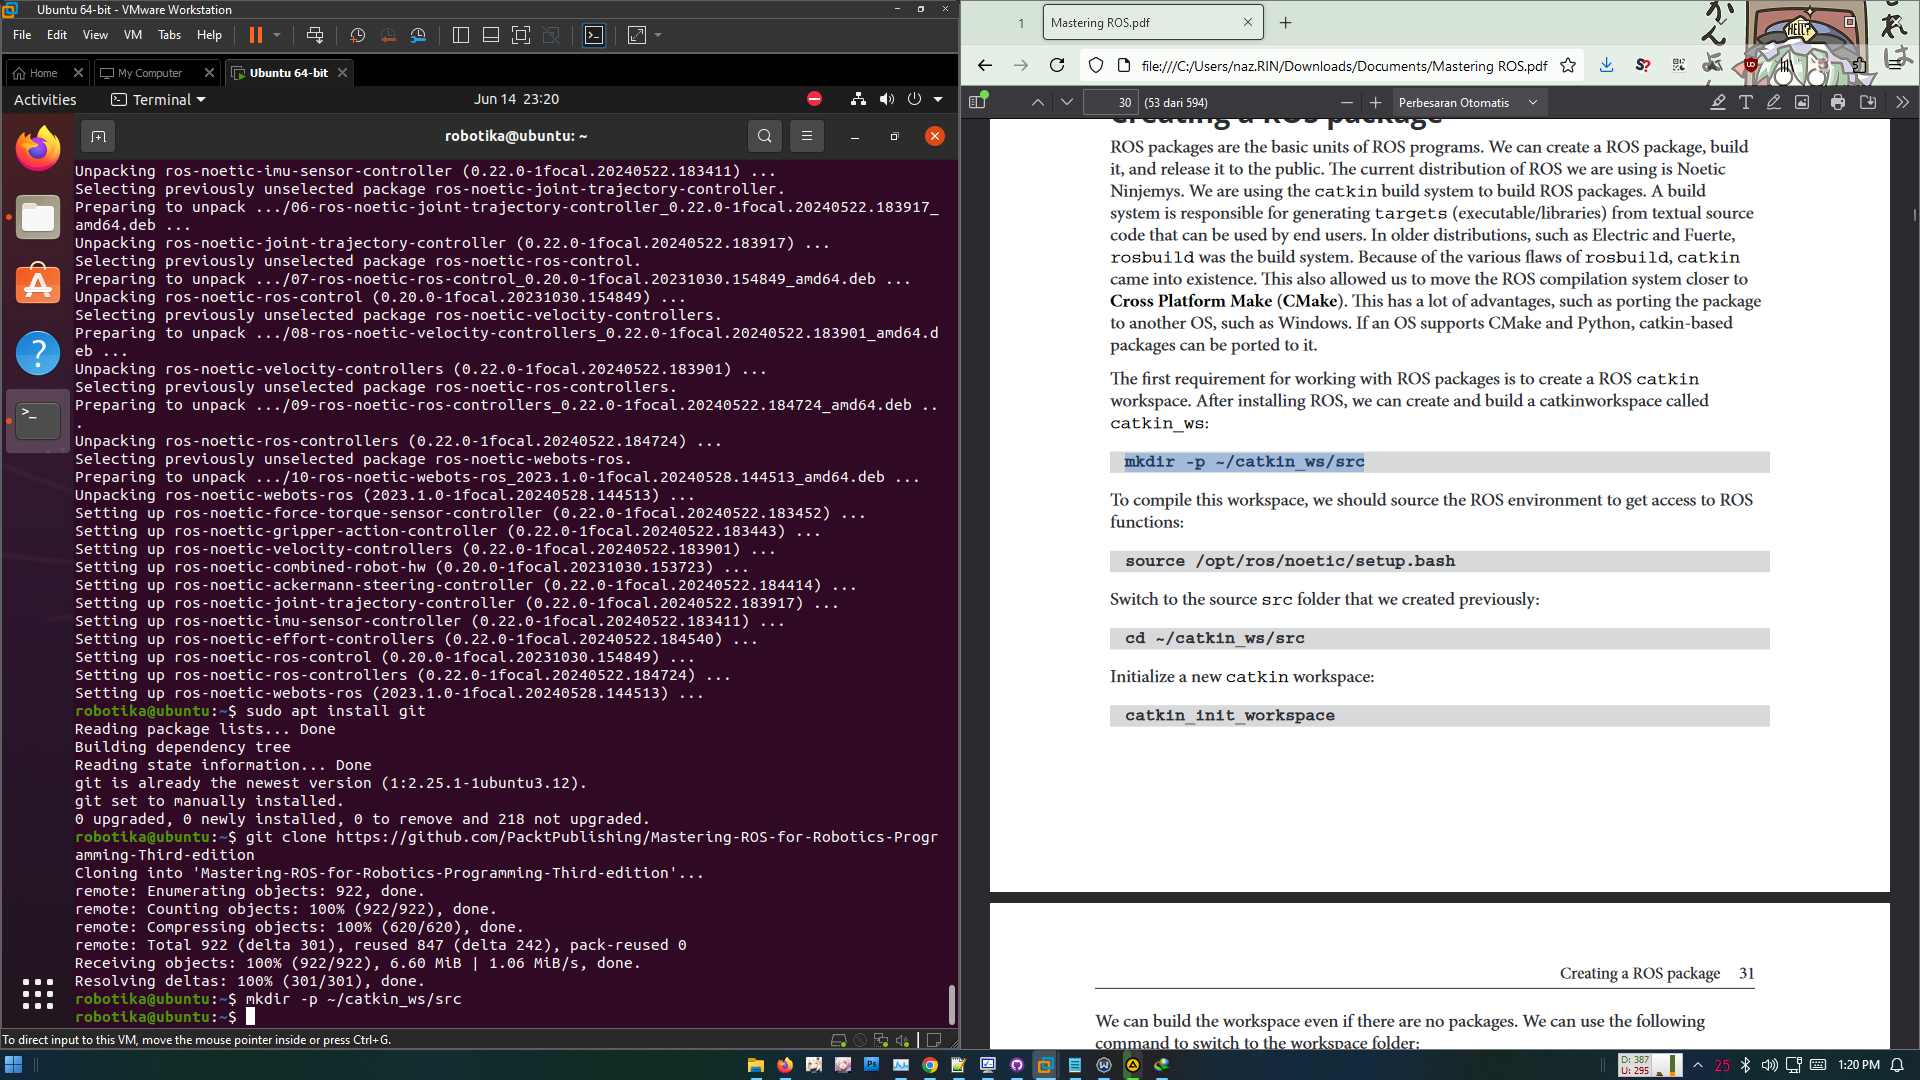 Ubuntu 64-bit - VMware Workstation
File Edit View VM Tabs Help
Home My Computer Ubuntu 64-bit
Activities Terminal Jun 14 23:20
robotika@ubuntu: ~
Unpacking ros-noetic-imu-sensor-controller (0.22.0-1focal.20240522.183411) ...
Selecting previously unselected package ros-noetic-joint-trajectory-controller.
Preparing to unpack .../06-ros-noetic-joint-trajectory-controller_0.22.0-1focal.20240522.183917_
amd64.deb ...
Unpacking ros-noetic-joint-trajectory-controller (0.22.0-1focal.20240522.183917) ...
Selecting previously unselected package ros-noetic-ros-control.
Preparing to unpack .../07-ros-noetic-ros-control_0.20.0-1focal.20231030.154849_amd64.deb ...
Unpacking ros-noetic-ros-control (0.20.0-1focal.20231030.154849) ...
Selecting previously unselected package ros-noetic-velocity-controllers.
Preparing to unpack .../08-ros-noetic-velocity-controllers_0.22.0-1focal.20240522.183901_amd64.d
eb ...
Unpacking ros-noetic-velocity-controllers (0.22.0-1focal.20240522.183901) ...
Selecting previously unselected package ros-noetic-ros-controllers.
Preparing to unpack .../09-ros-noetic-ros-controllers_0.22.0-1focal.20240522.184724_amd64.deb ..
.
Unpacking ros-noetic-ros-controllers (0.22.0-1focal.20240522.184724) ...
Selecting previously unselected package ros-noetic-webots-ros.
Preparing to unpack .../10-ros-noetic-webots-ros_2023.1.0-1focal.20240528.144513_amd64.deb ...
Unpacking ros-noetic-webots-ros (2023.1.0-1focal.20240528.144513) ...
Setting up ros-noetic-force-torque-sensor-controller (0.22.0-1focal.20240522.183452) ...
Setting up ros-noetic-gripper-action-controller (0.22.0-1focal.20240522.183443) ...
Setting up ros-noetic-velocity-controllers (0.22.0-1focal.20240522.183901) ...
Setting up ros-noetic-combined-robot-hw (0.20.0-1focal.20231030.153723) ...
Setting up ros-noetic-ackermann-steering-controller (0.22.0-1focal.20240522.184414) ...
Setting up ros-noetic-joint-trajectory-controller (0.22.0-1focal.20240522.183917) ...
Setting up ros-noetic-imu-sensor-controller (0.22.0-1focal.20240522.183411) ...
Setting up ros-noetic-effort-controllers (0.22.0-1focal.20240522.184540) ...
Setting up ros-noetic-ros-control (0.20.0-1focal.20231030.154849) ...
Setting up ros-noetic-ros-controllers (0.22.0-1focal.20240522.184724) ...
Setting up ros-noetic-webots-ros (2023.1.0-1focal.20240528.144513) ...
robotika@ubuntu:~$ sudo apt install git
Reading package lists... Done
Building dependency tree
Reading state information... Done
git is already the newest version (1:2.25.1-1ubuntu3.12).
git set to manually installed.
0 upgraded, 0 newly installed, 0 to remove and 218 not upgraded.
robotika@ubuntu:~$ git clone https://github.com/PacktPublishing/Mastering-ROS-for-Robotics-Progr
amming-Third-edition
Cloning into 'Mastering-ROS-for-Robotics-Programming-Third-edition'...
remote: Enumerating objects: 922, done.
remote: Counting objects: 100% (922/922), done.
remote: Compressing objects: 100% (620/620), done.
remote: Total 922 (delta 301), reused 847 (delta 242), pack-reused 0
Receiving objects: 100% (922/922), 6.60 MiB | 1.06 MiB/s, done.
Resolving deltas: 100% (301/301), done.
robotika@ubuntu:~$ mkdir -p ~/catkin_ws/src
robotika@ubuntu:~$
To direct input to this VM, move the mouse pointer inside or press Ctrl+G.
1 Mastering ROS.pdf
file:///C:/Users/naz.RIN/Downloads/Documents/Mastering ROS.pdf
30 (53 dari 594) Perbesaran Otomatis
Creating a ROS package
ROS packages are the basic units of ROS programs. We can create a ROS package, build
it, and release it to the public. The current distribution of ROS we are using is Noetic
Ninjemys. We are using the catkin build system to build ROS packages. A build
system is responsible for generating targets (executable/libraries) from textual source
code that can be used by end users. In older distributions, such as Electric and Fuerte,
rosbuild was the build system. Because of the various flaws of rosbuild, catkin
came into existence. This also allowed us to move the ROS compilation system closer to
Cross Platform Make (CMake). This has a lot of advantages, such as porting the package
to another OS, such as Windows. If an OS supports CMake and Python, catkin-based
packages can be ported to it.
The first requirement for working with ROS packages is to create a ROS catkin
workspace. After installing ROS, we can create and build a catkinworkspace called
catkin_ws:
mkdir -p ~/catkin_ws/src
To compile this workspace, we should source the ROS environment to get access to ROS
functions:
source /opt/ros/noetic/setup.bash
Switch to the source src folder that we created previously:
cd ~/catkin_ws/src
Initialize a new catkin workspace:
catkin_init_workspace
Creating a ROS package 31
We can build the workspace even if there are no packages. We can use the following
command to switch to the workspace folder:
D: 387
U: 295
25
1:20 PM